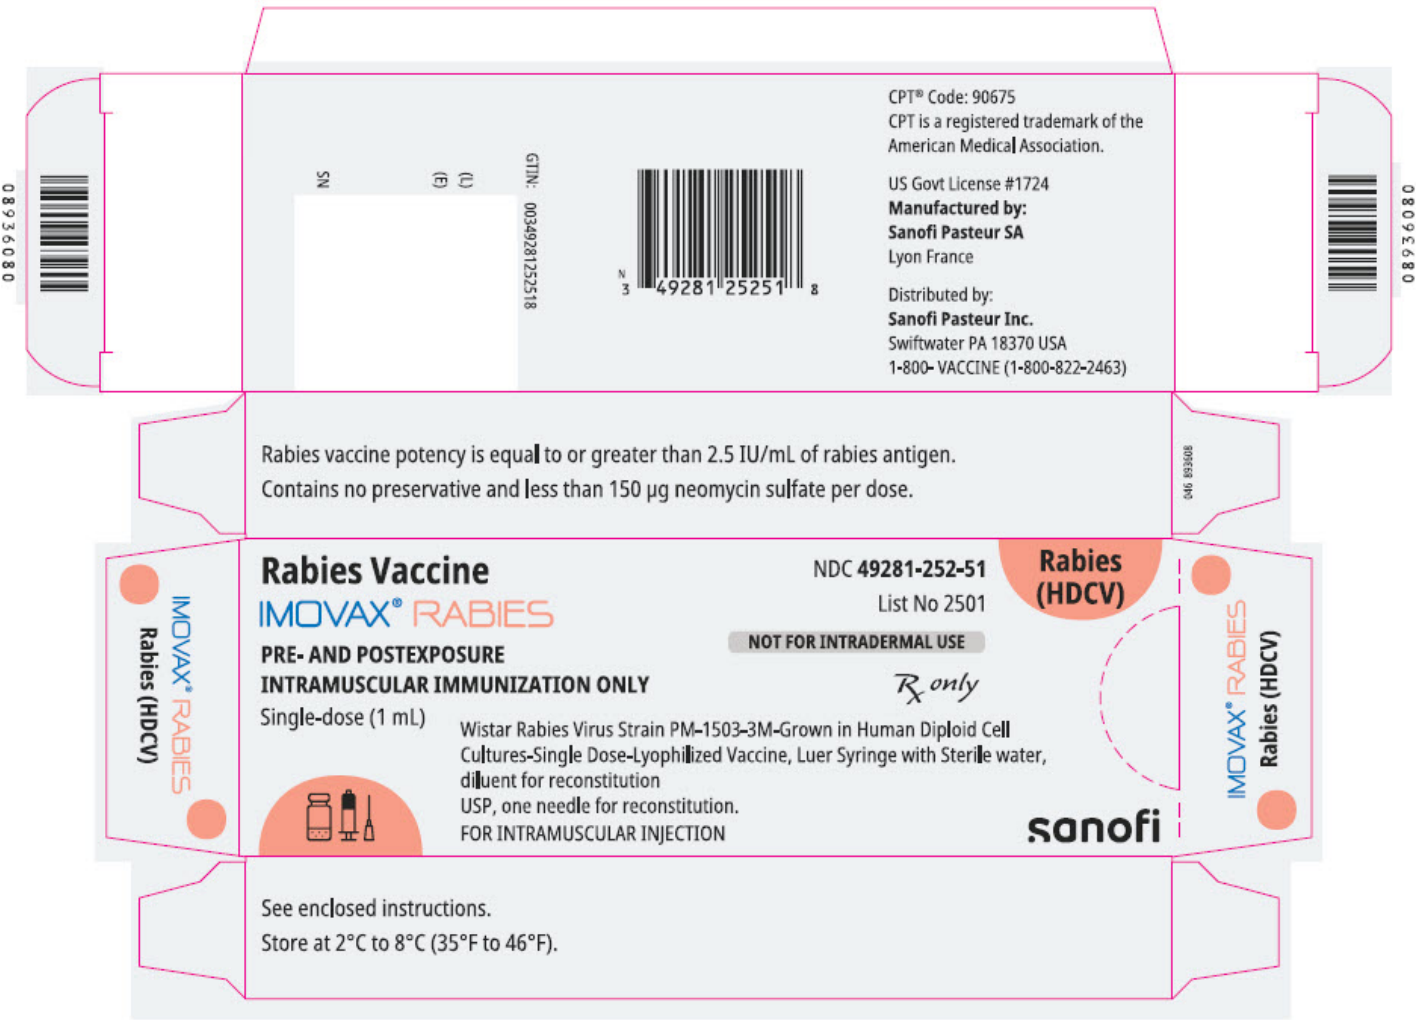 CPT® Code: 90675
CPT is a registered trademark of the
American Medical Association.
US Govt License #1724
Manufactured by:
Sanofi Pasteur SA
Lyon France
Distributed by:
Sanofi Pasteur Inc.
Swiftwater PA 18370 USA
1-800- VACCINE (1-800-822-2463)
SN
(E)
(L)
GTIN: 00349281252518
N
3 49281 25251 8
08936080
08936080
Rabies vaccine potency is equal to or greater than 2.5 IU/mL of rabies antigen.
Contains no preservative and less than 150 µg neomycin sulfate per dose.
046 893608
Rabies Vaccine
IMOVAX® RABIES
PRE- AND POSTEXPOSURE
INTRAMUSCULAR IMMUNIZATION ONLY
Single-dose (1 mL)
NDC 49281-252-51
List No 2501
NOT FOR INTRADERMAL USE
Rx only
Rabies
(HDCV)
Wistar Rabies Virus Strain PM-1503-3M-Grown in Human Diploid Cell
Cultures-Single Dose-Lyophilized Vaccine, Luer Syringe with Sterile water,
diluent for reconstitution
USP, one needle for reconstitution.
FOR INTRAMUSCULAR INJECTION
sanofi
IMOVAX® RABIES
Rabies (HDCV)
IMOVAX® RABIES
Rabies (HDCV)
See enclosed instructions.
Store at 2°C to 8°C (35°F to 46°F).